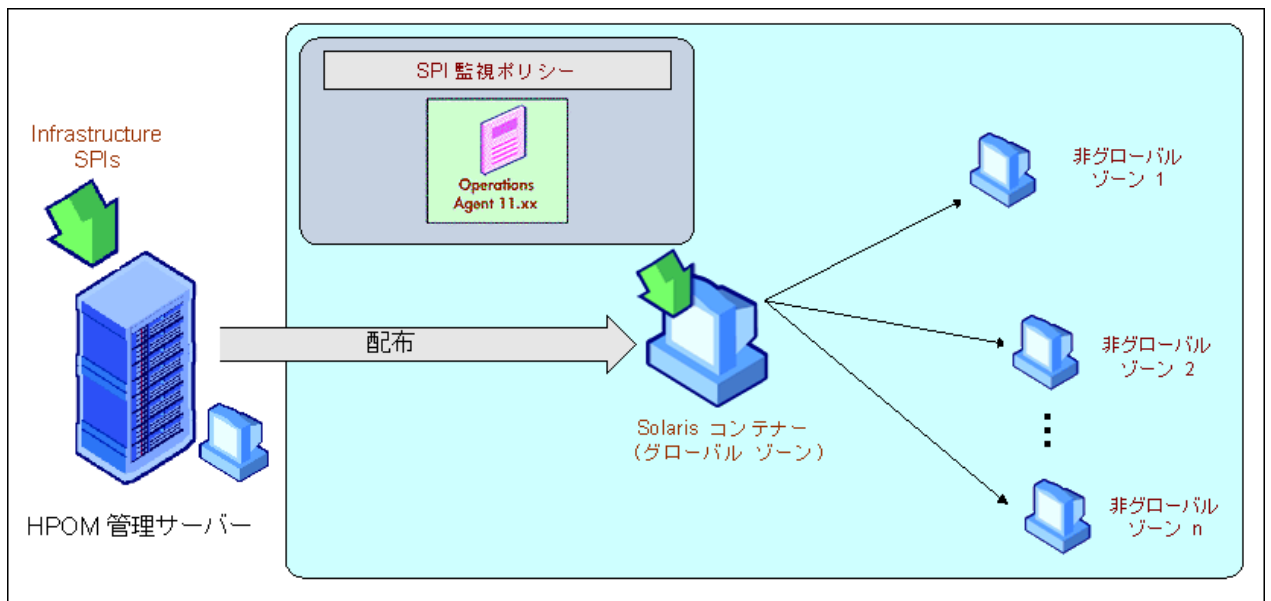 SPI 監視ポリシー
Operations
Agent 11.xx
Infrastructure
SPIs
配布
HPOM 管理サーバー
Solaris コンテナー
(グローバル ゾーン)
非グローバル
ゾーン 1
非グローバル
ゾーン 2
非グローバル
ゾーン n